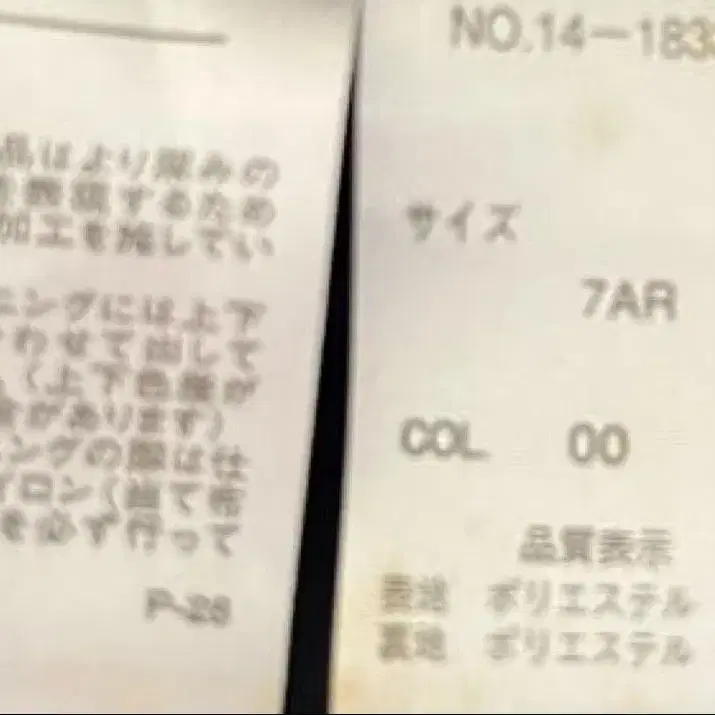 品はより深みの
を表現するため
加工を施してい
ニングには上下
わせて出して
（上下色差が
があります）
ングの際は仕
イロン（当て布
を必ず行って
P-28
NO.14-183
サイズ
7AR
COL 00
品質表示
表地 ポリエステル
裏地 ポリエステル